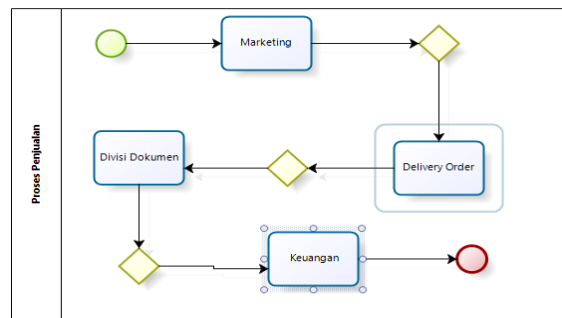 Proses Penjualan
Marketing
Delivery Order
Divisi Dokumen
Keuangan